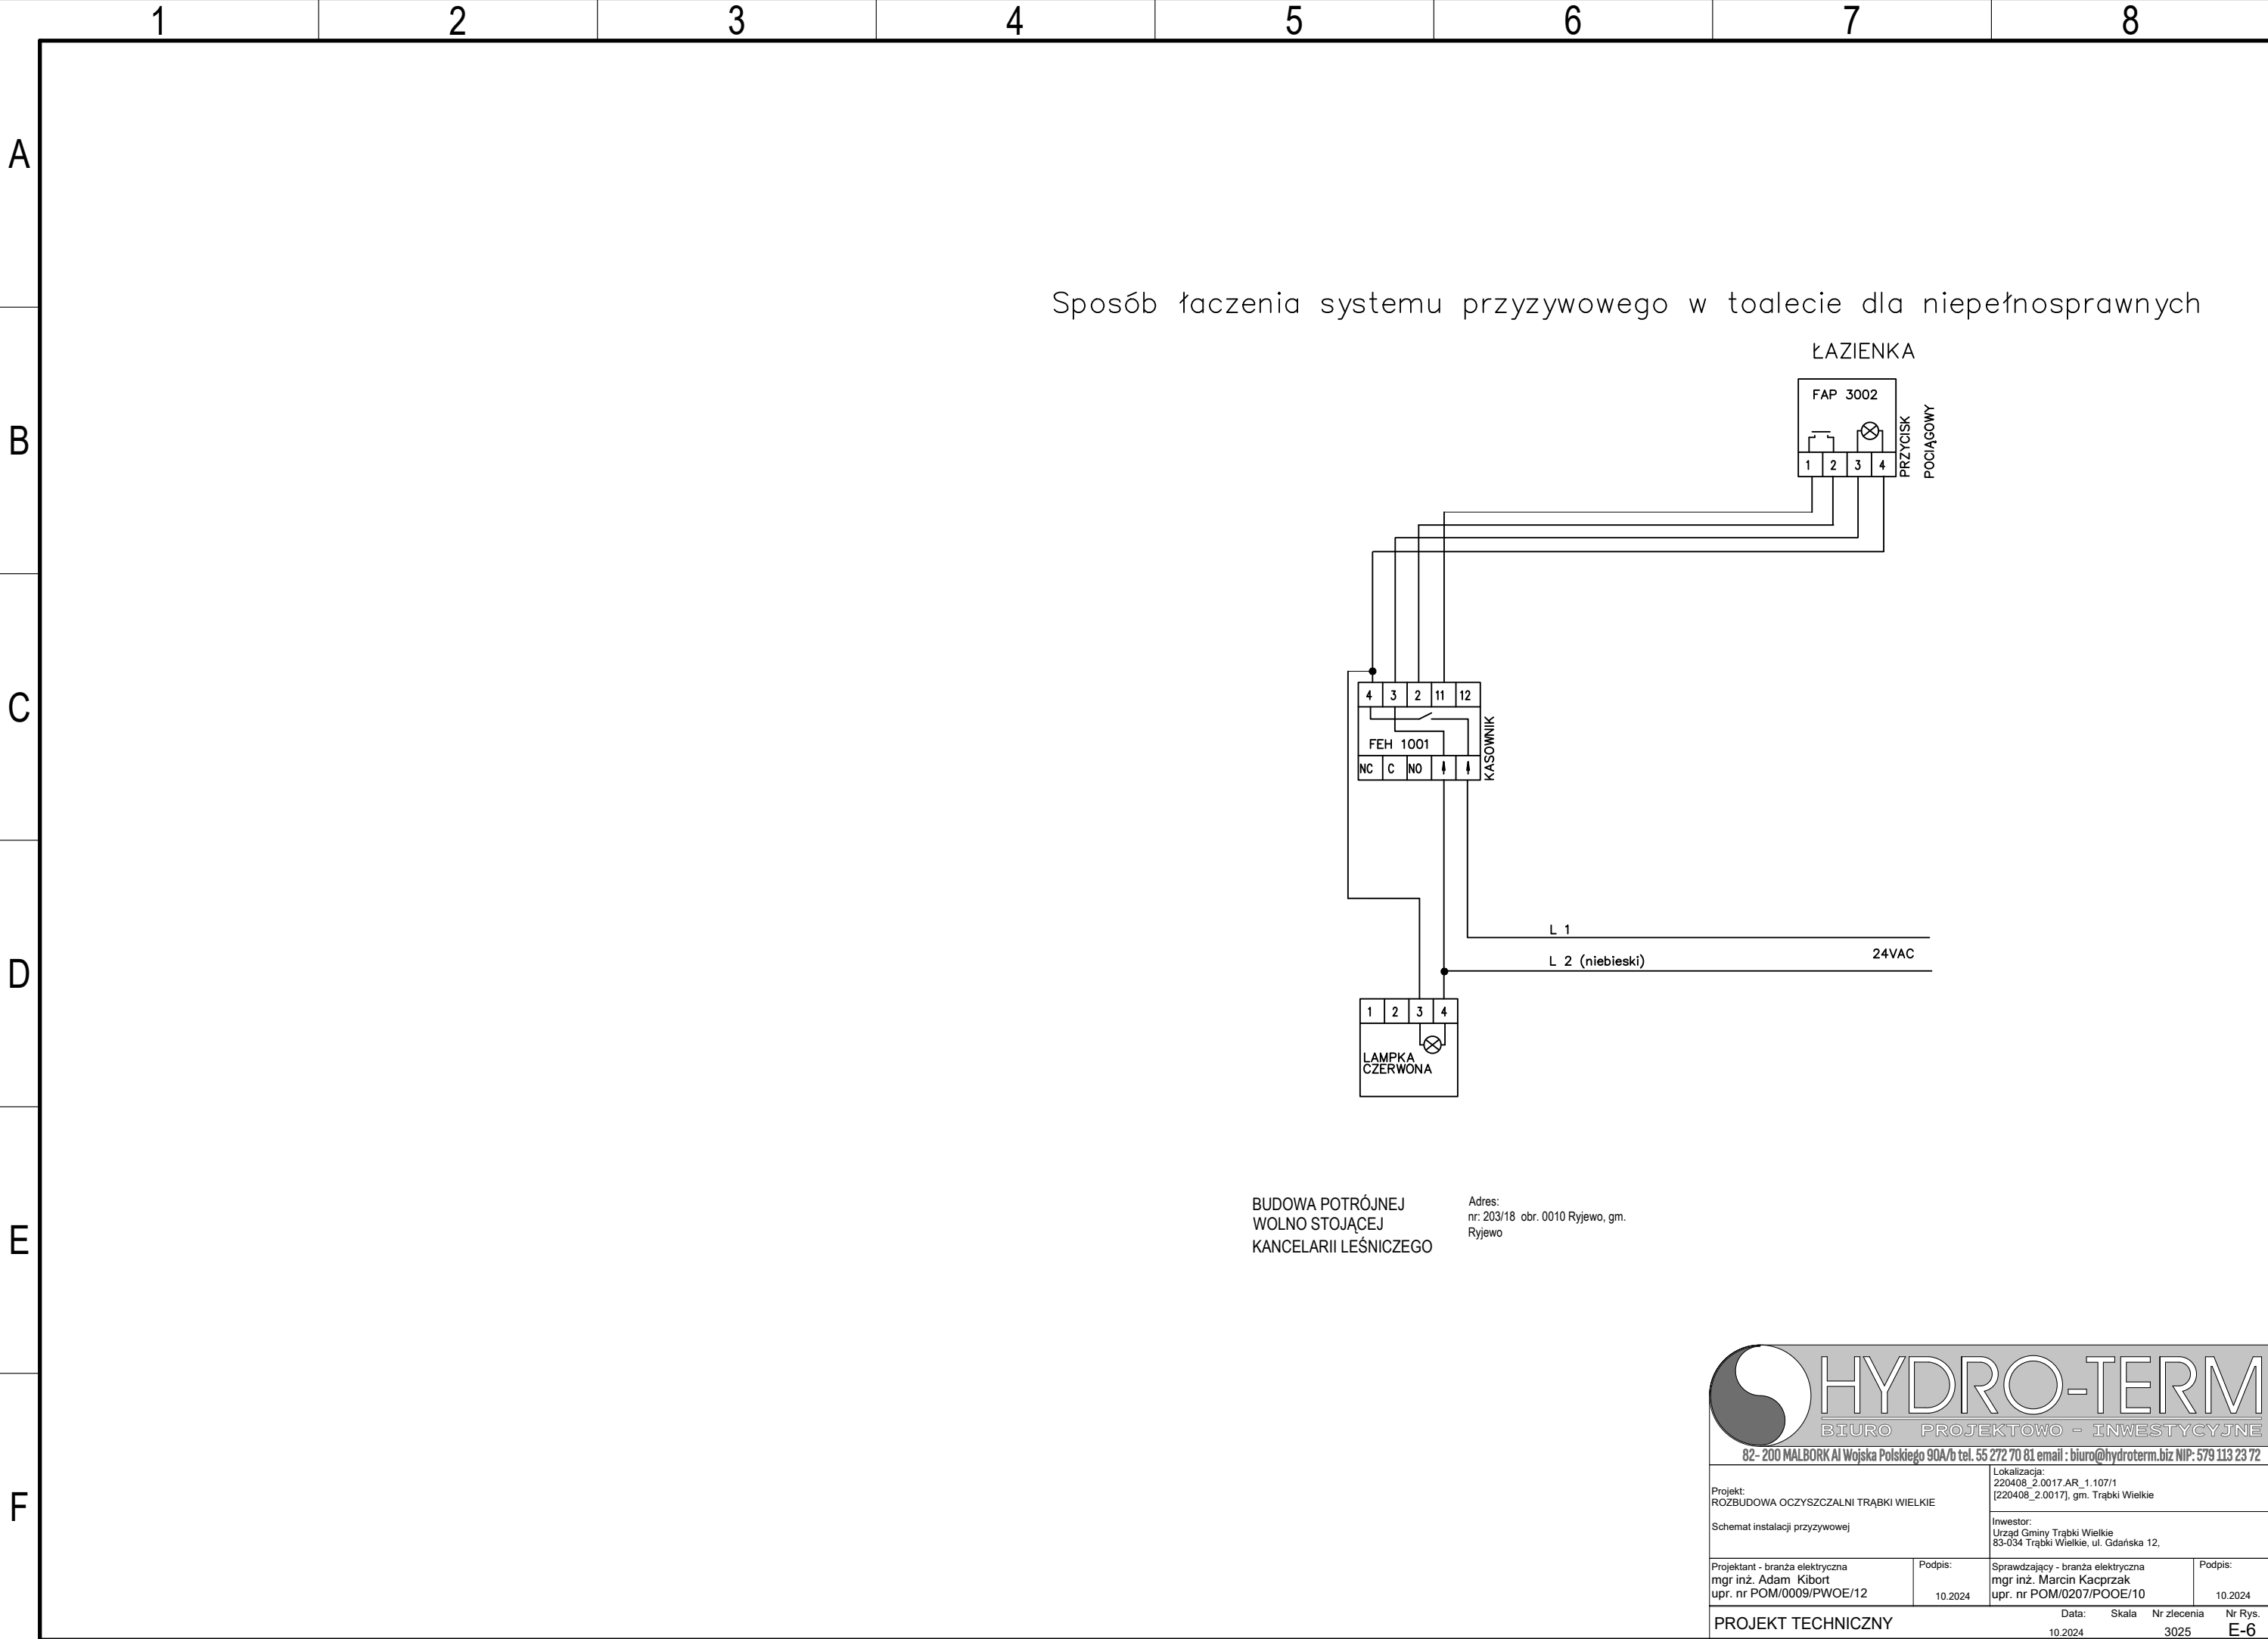 1 2 3 4 5 6 7 8
A
B
C
D
E
F
Sposób łaczenia systemu przyzywowego w toalecie dla niepełnosprawnych
ŁAZIENKA
FAP 3002
1 2 3 4
PRZYCISK
POCIĄGOWY
4 3 2 11 12
FEH 1001
NC C NO
KASOWNIK
L 1
24VAC
L 2 (niebieski)
1 2 3 4
LAMPKA
CZERWONA
BUDOWA POTRÓJNEJ
WOLNO STOJĄCEJ
KANCELARII LEŚNICZEGO
Adres:
nr: 203/18 obr. 0010 Ryjewo, gm.
Ryjewo
HYDRO-TERM
BIURO PROJEKTOWO - INWESTYCYJNE
82- 200 MALBORK Al Wojska Polskiego 90A/b tel. 55 272 70 81 email : biuro@hydroterm.biz NIP: 579 113 23 72
Projekt:
ROZBUDOWA OCZYSZCZALNI TRĄBKI WIELKIE
Schemat instalacji przyzywowej
Lokalizacja:
220408_2.0017.AR_1.107/1
[220408_2.0017], gm. Trąbki Wielkie
Inwestor:
Urząd Gminy Trąbki Wielkie
83-034 Trąbki Wielkie, ul. Gdańska 12,
Projektant - branża elektryczna
mgr inż. Adam Kibort
upr. nr POM/0009/PWOE/12
Podpis:
10.2024
Sprawdzający - branża elektryczna
mgr inż. Marcin Kacprzak
upr. nr POM/0207/POOE/10
Podpis:
10.2024
PROJEKT TECHNICZNY
Data: Skala Nr zlecenia Nr Rys.
10.2024 3025 E-6